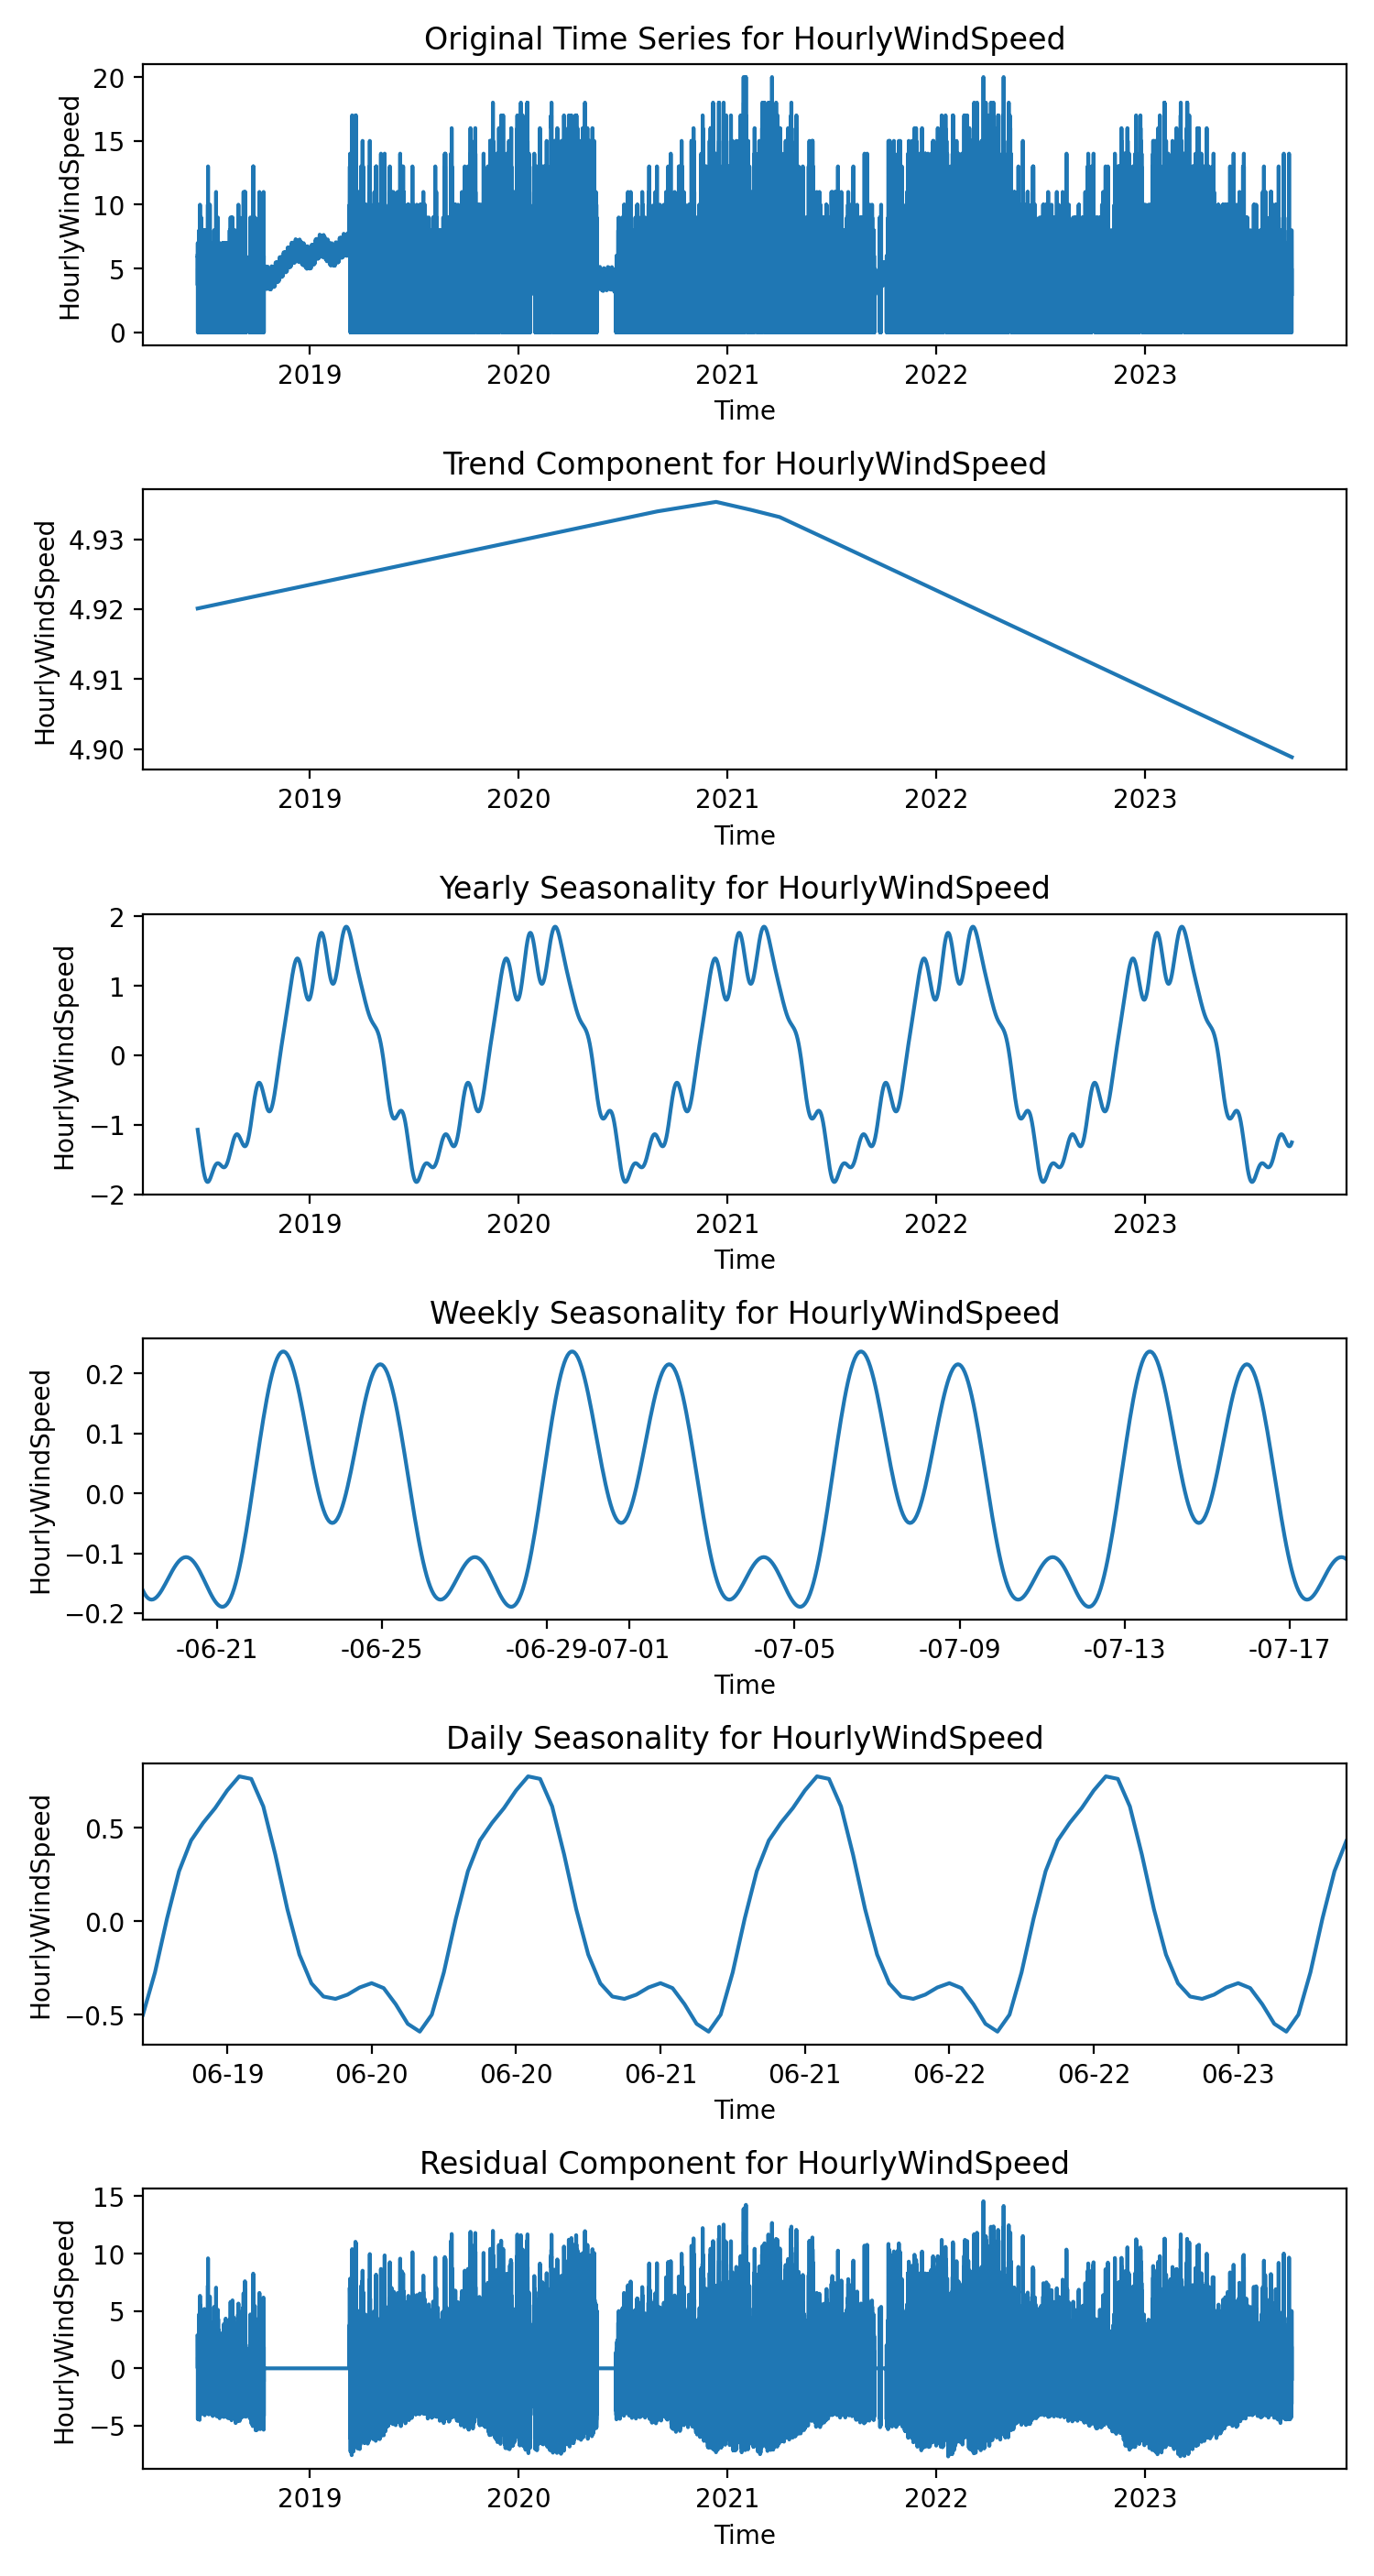 Original Time Series for HourlyWindSpeed
HourlyWindSpeed
20
15
10
5
0
2019 2020 2021 2022 2023
Time
Trend Component for HourlyWindSpeed
HourlyWindSpeed
4.93
4.92
4.91
4.90
2019 2020 2021 2022 2023
Time
Yearly Seasonality for HourlyWindSpeed
HourlyWindSpeed
2
1
0
−1
−2
2019 2020 2021 2022 2023
Time
Weekly Seasonality for HourlyWindSpeed
HourlyWindSpeed
0.2
0.1
0.0
−0.1
−0.2
-06-21 -06-25 -06-29 -07-01 -07-05 -07-09 -07-13 -07-17
Time
Daily Seasonality for HourlyWindSpeed
HourlyWindSpeed
0.5
0.0
−0.5
06-19 06-20 06-20 06-21 06-21 06-22 06-22 06-23
Time
Residual Component for HourlyWindSpeed
HourlyWindSpeed
15
10
5
0
−5
2019 2020 2021 2022 2023
Time